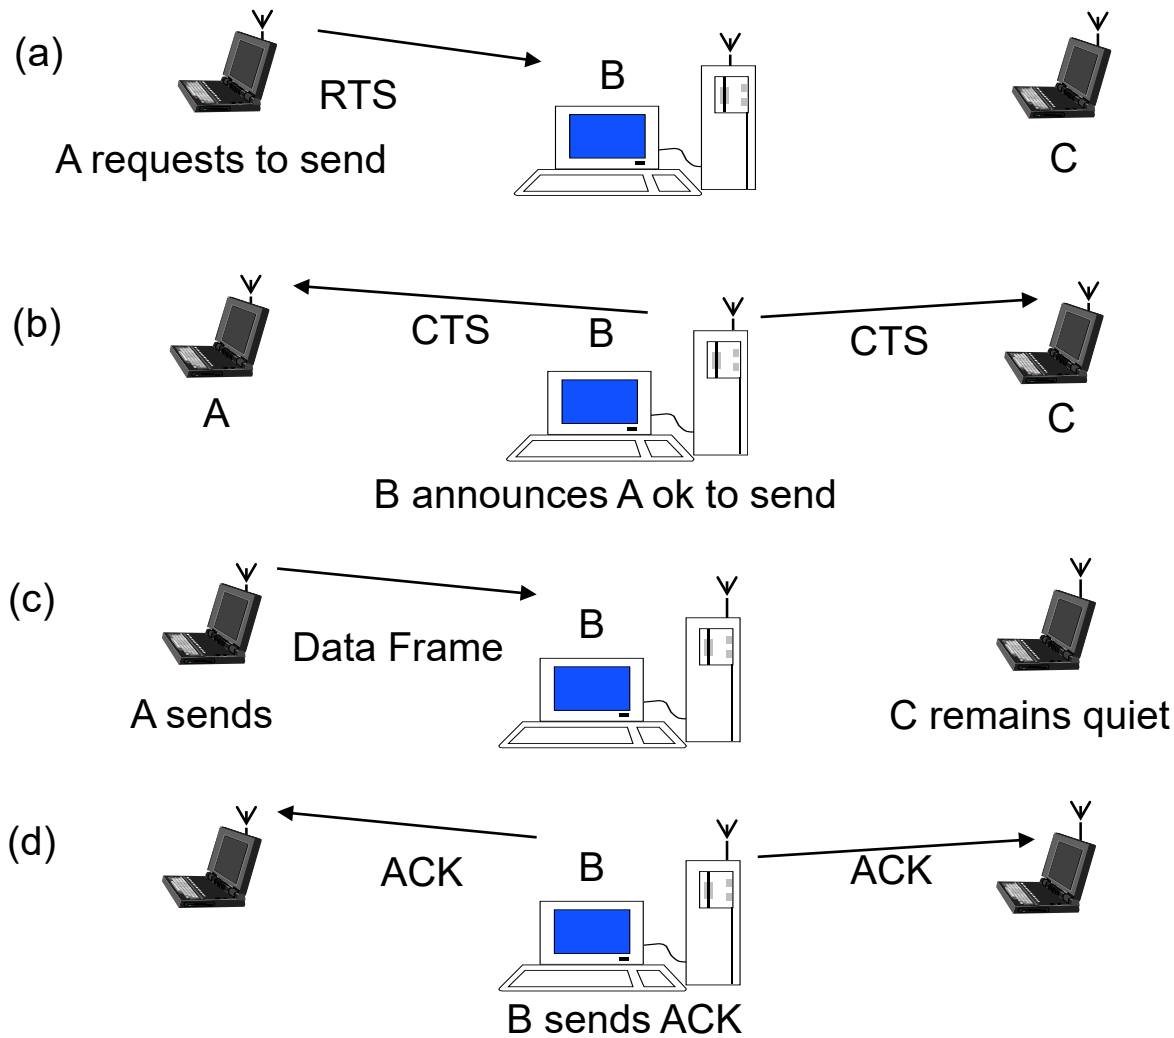 (a)
RTS
B
A requests to send
C
(b)
CTS
B
CTS
A
C
B announces A ok to send
(c)
B
Data Frame
A sends
C remains quiet
(d)
ACK
B
ACK
B sends ACK